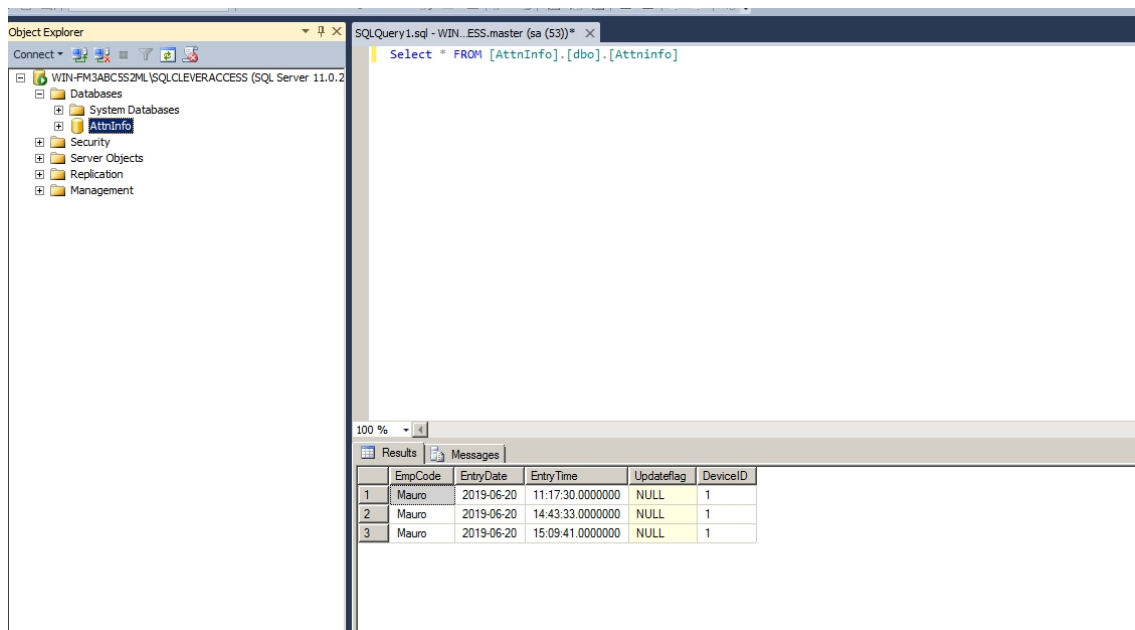 Object Explorer
SQLQuery1.sql - WIN...ESS.master (sa (53))*
Connect
Select * FROM [AttnInfo].[dbo].[Attninfo]
WIN-FM3ABC5S2ML\SQLCLEVERACCESS (SQL Server 11.0.2
Databases
System Databases
AttnInfo
Security
Server Objects
Replication
Management
100 %
Results Messages
EmpCode EntryDate EntryTime Updateflag DeviceID
1 Mauro 2019-06-20 11:17:30.0000000 NULL 1
2 Mauro 2019-06-20 14:43:33.0000000 NULL 1
3 Mauro 2019-06-20 15:09:41.0000000 NULL 1